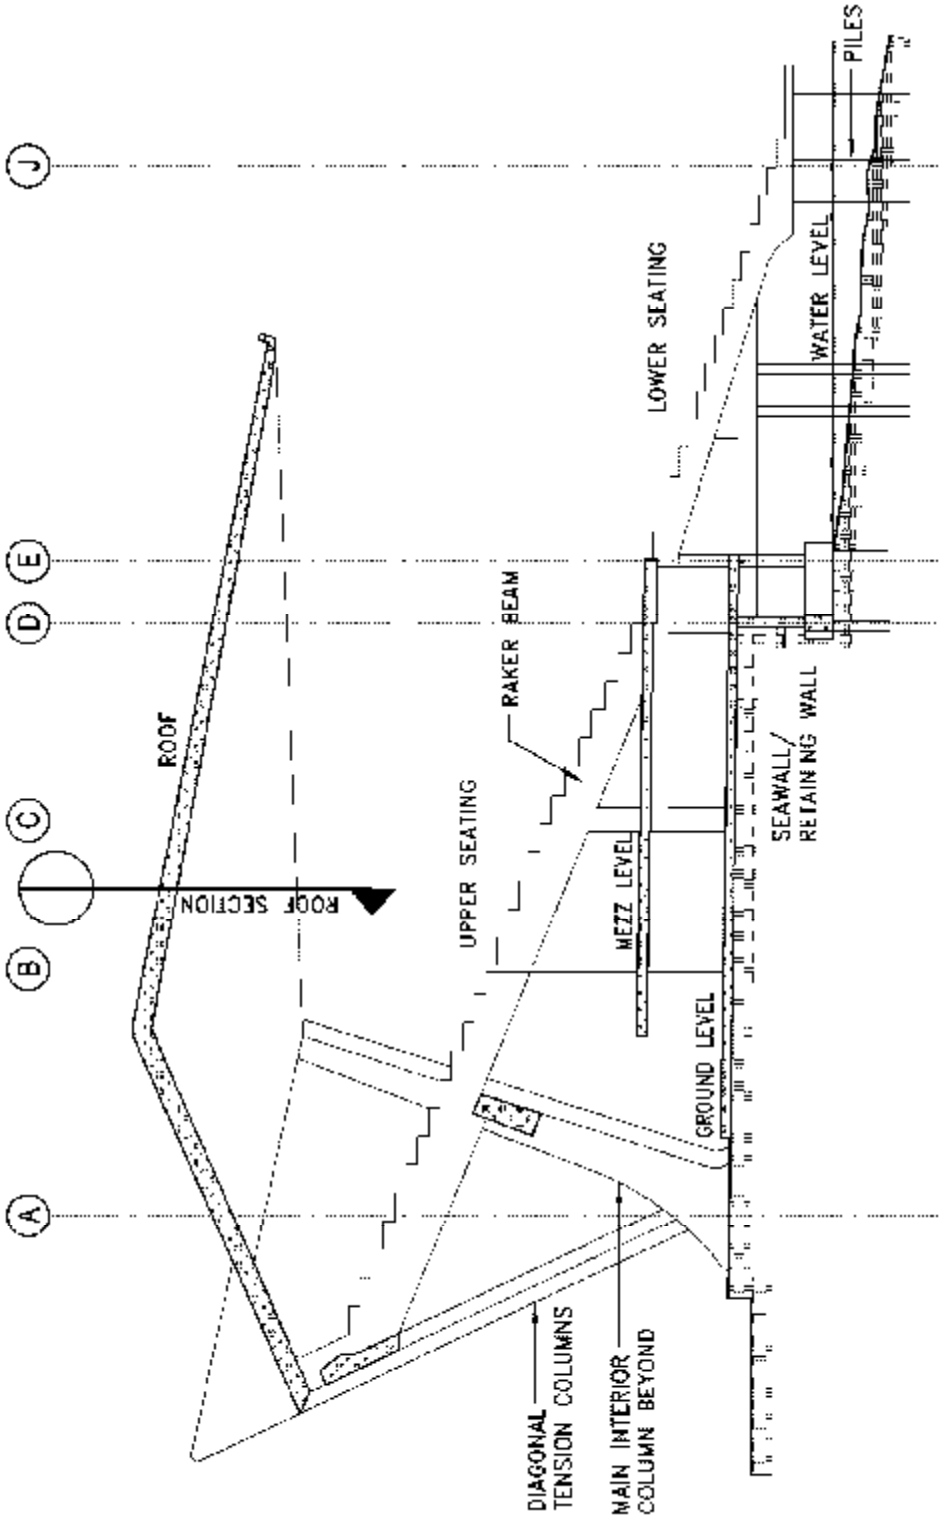 A
B
C
D
E
J
ROOF
ROOF SECTION
UPPER SEATING
RAKER BEAM
LOWER SEATING
MEZZ LEVEL
GROUND LEVEL
WATER LEVEL
PILES
SEAWALL/
RETAINING WALL
DIAGONAL
TENSION COLUMNS
MAIN INTERIOR
COLUMN BEYOND